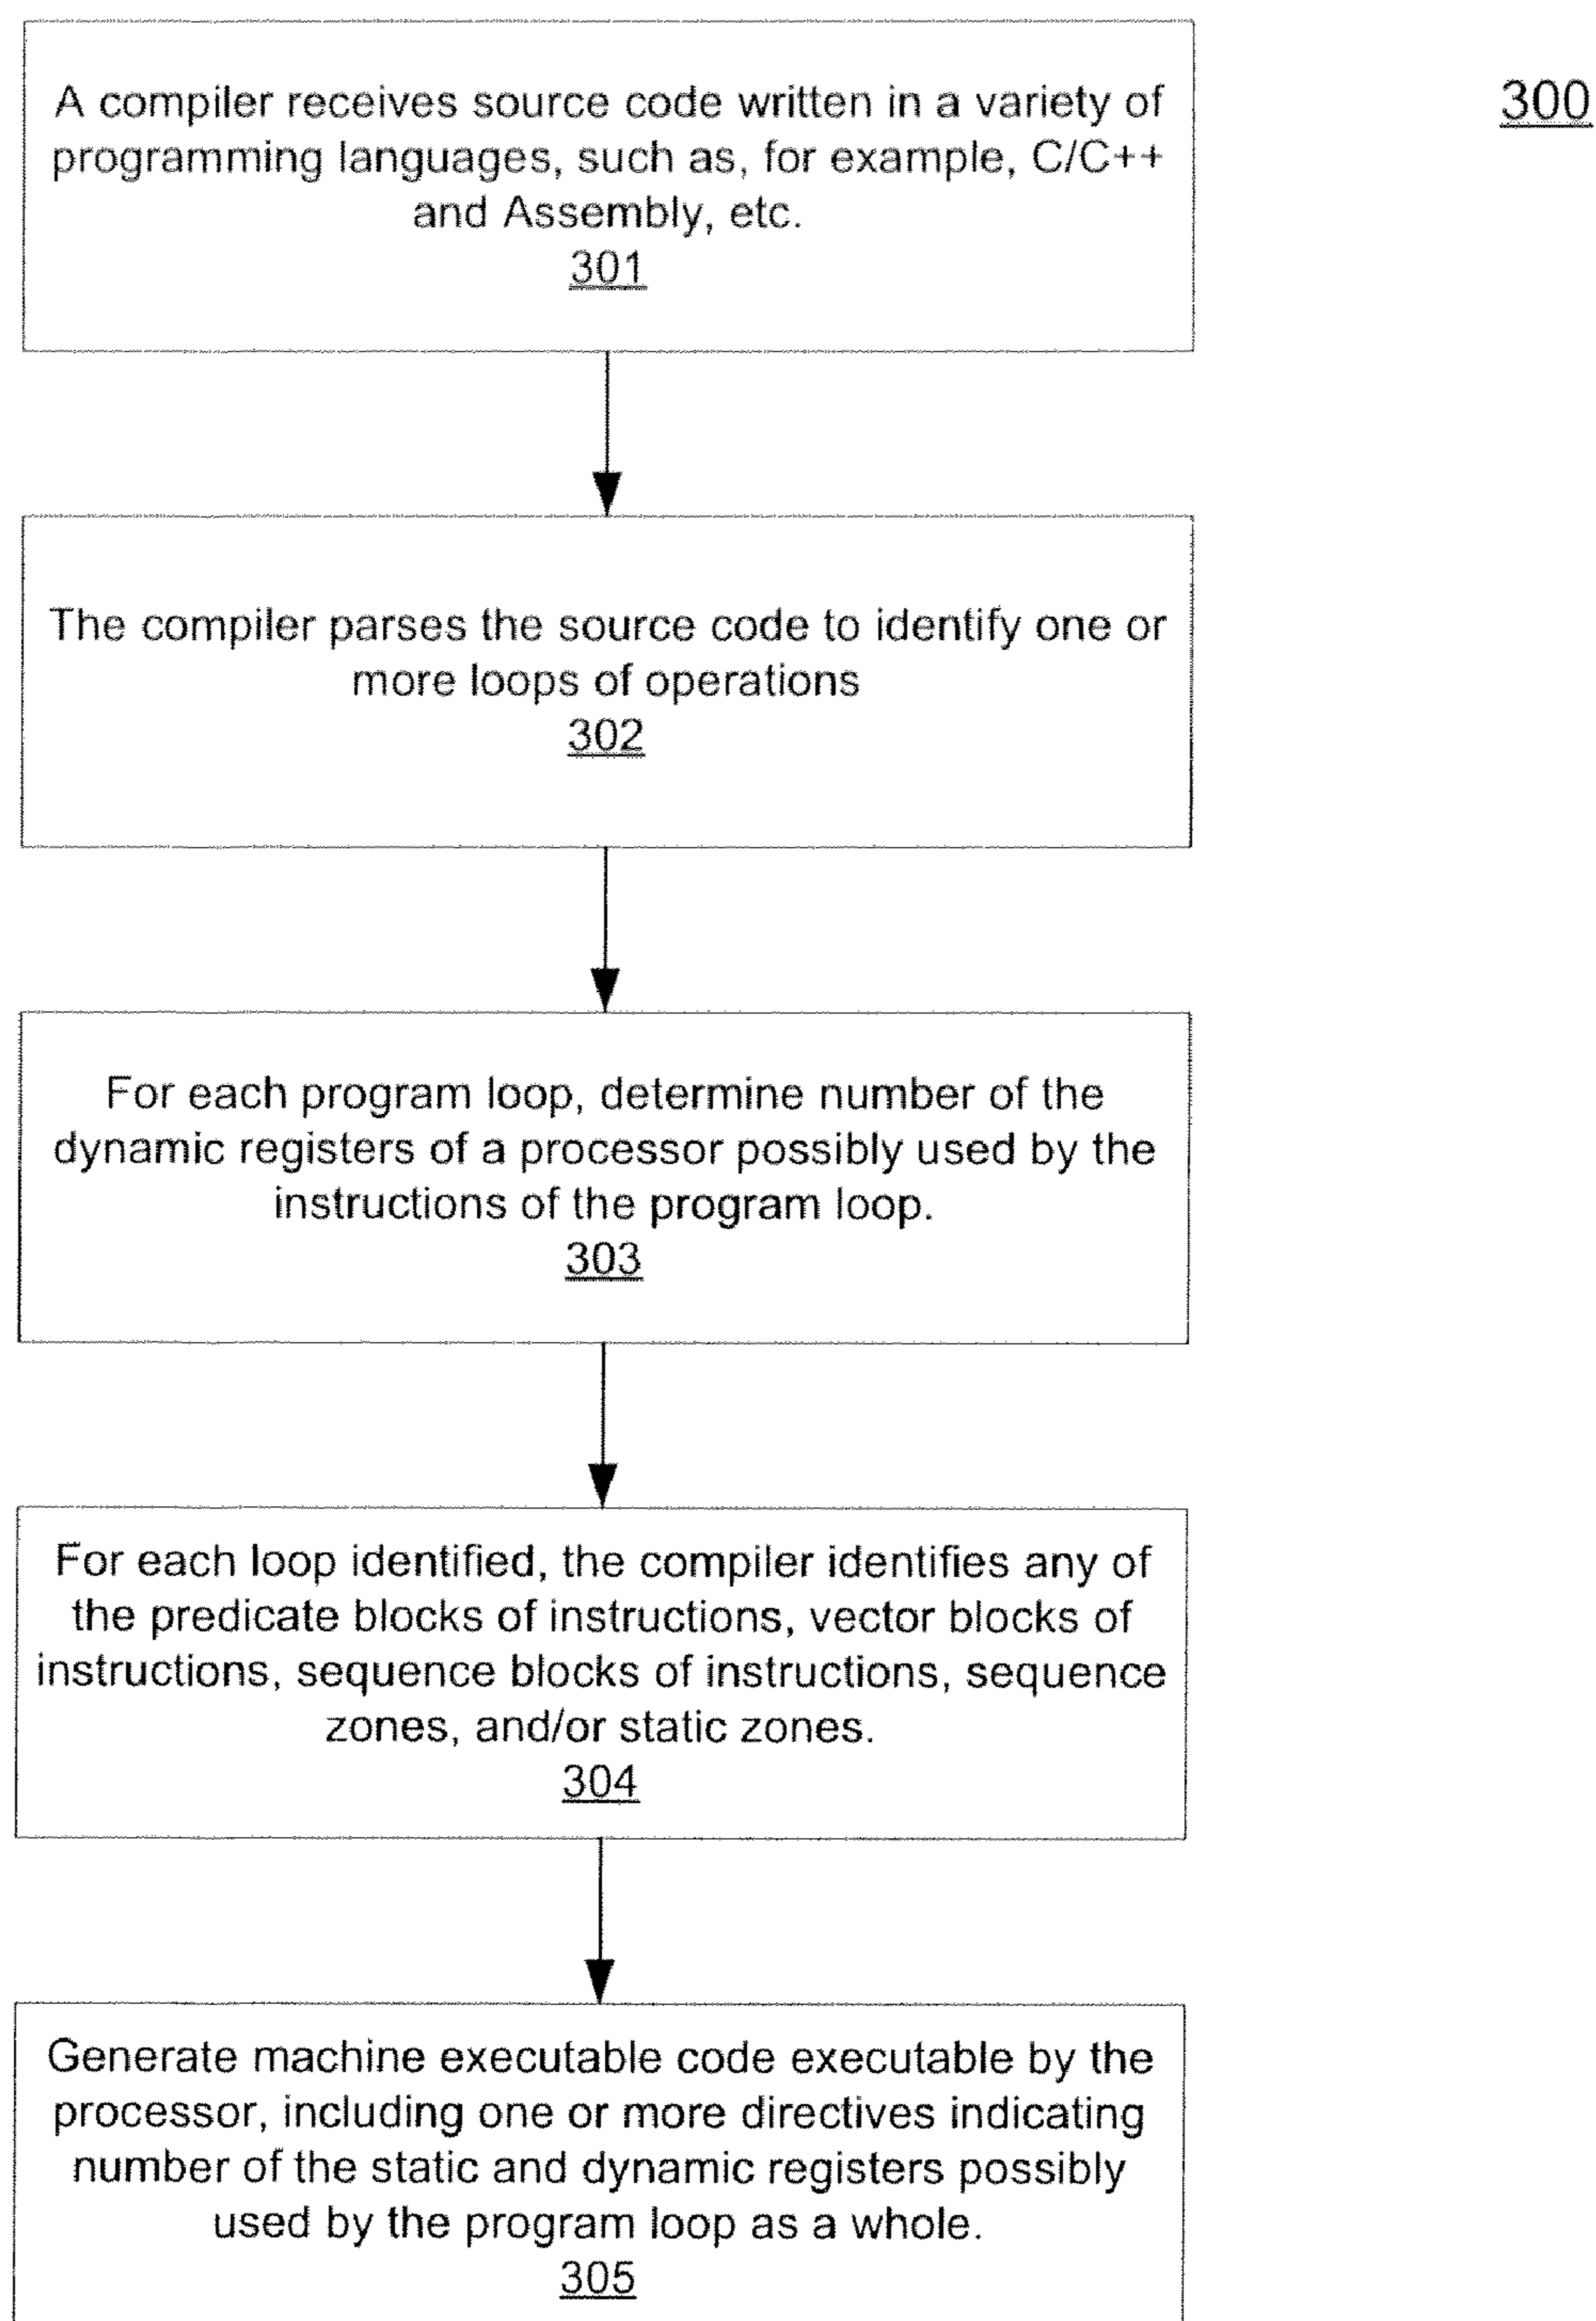 300
A compiler receives source code written in a variety of
programming languages, such as, for example, C/C++
and Assembly, etc.
301
The compiler parses the source code to identify one or
more loops of operations
302
For each program loop, determine number of the
dynamic registers of a processor possibly used by the
instructions of the program loop.
303
For each loop identified, the compiler identifies any of
the predicate blocks of instructions, vector blocks of
instructions, sequence blocks of instructions, sequence
zones, and/or static zones.
304
Generate machine executable code executable by the
processor, including one or more directives indicating
number of the static and dynamic registers possibly
used by the program loop as a whole.
305